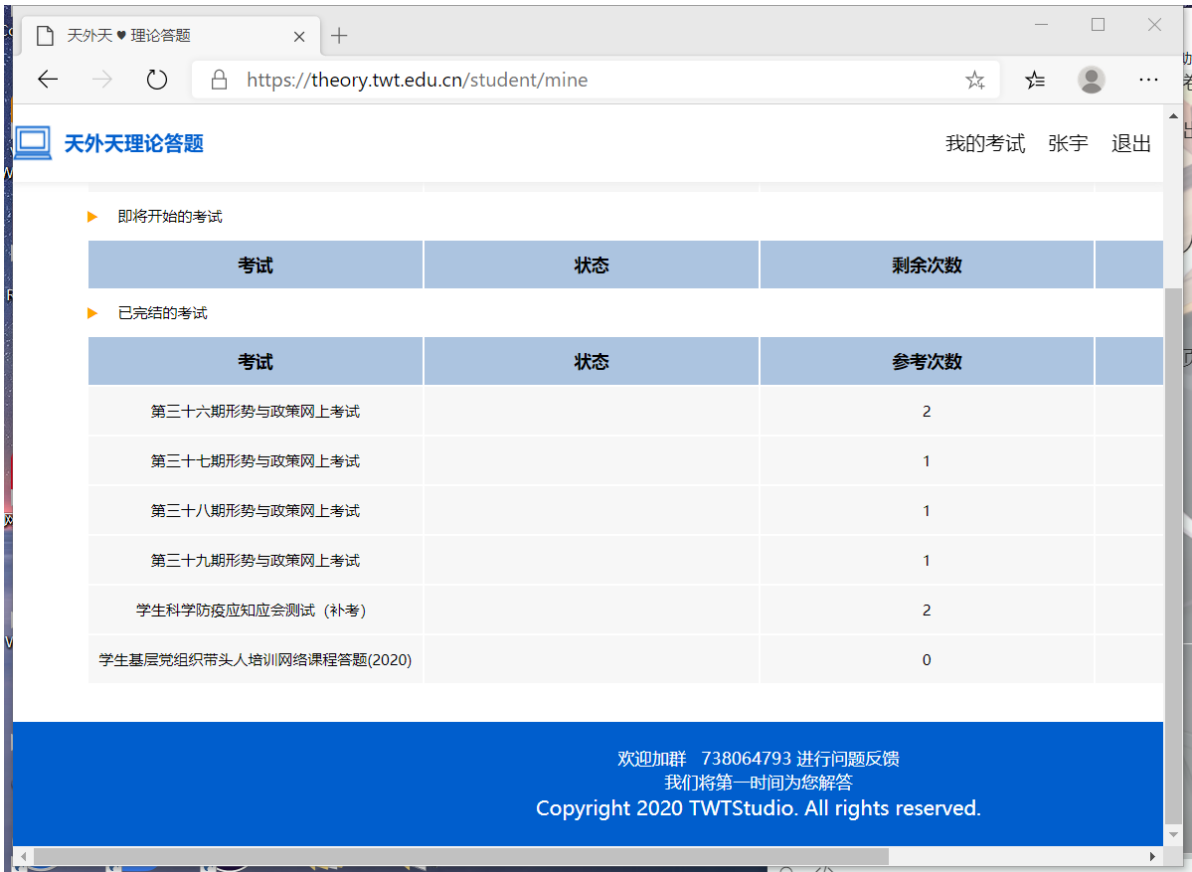 天外天 ♥ 理论答题
https://theory.twt.edu.cn/student/mine
天外天理论答题
我的考试 张宇 退出
即将开始的考试
考试 状态 剩余次数
已完结的考试
考试 状态 参考次数
第三十六期形势与政策网上考试 2
第三十七期形势与政策网上考试 1
第三十八期形势与政策网上考试 1
第三十九期形势与政策网上考试 1
学生科学防疫应知应会测试（补考） 2
学生基层党组织带头人培训网络课程答题(2020) 0
欢迎加群 738064793 进行问题反馈
我们将第一时间为您解答
Copyright 2020 TWTStudio. All rights reserved.